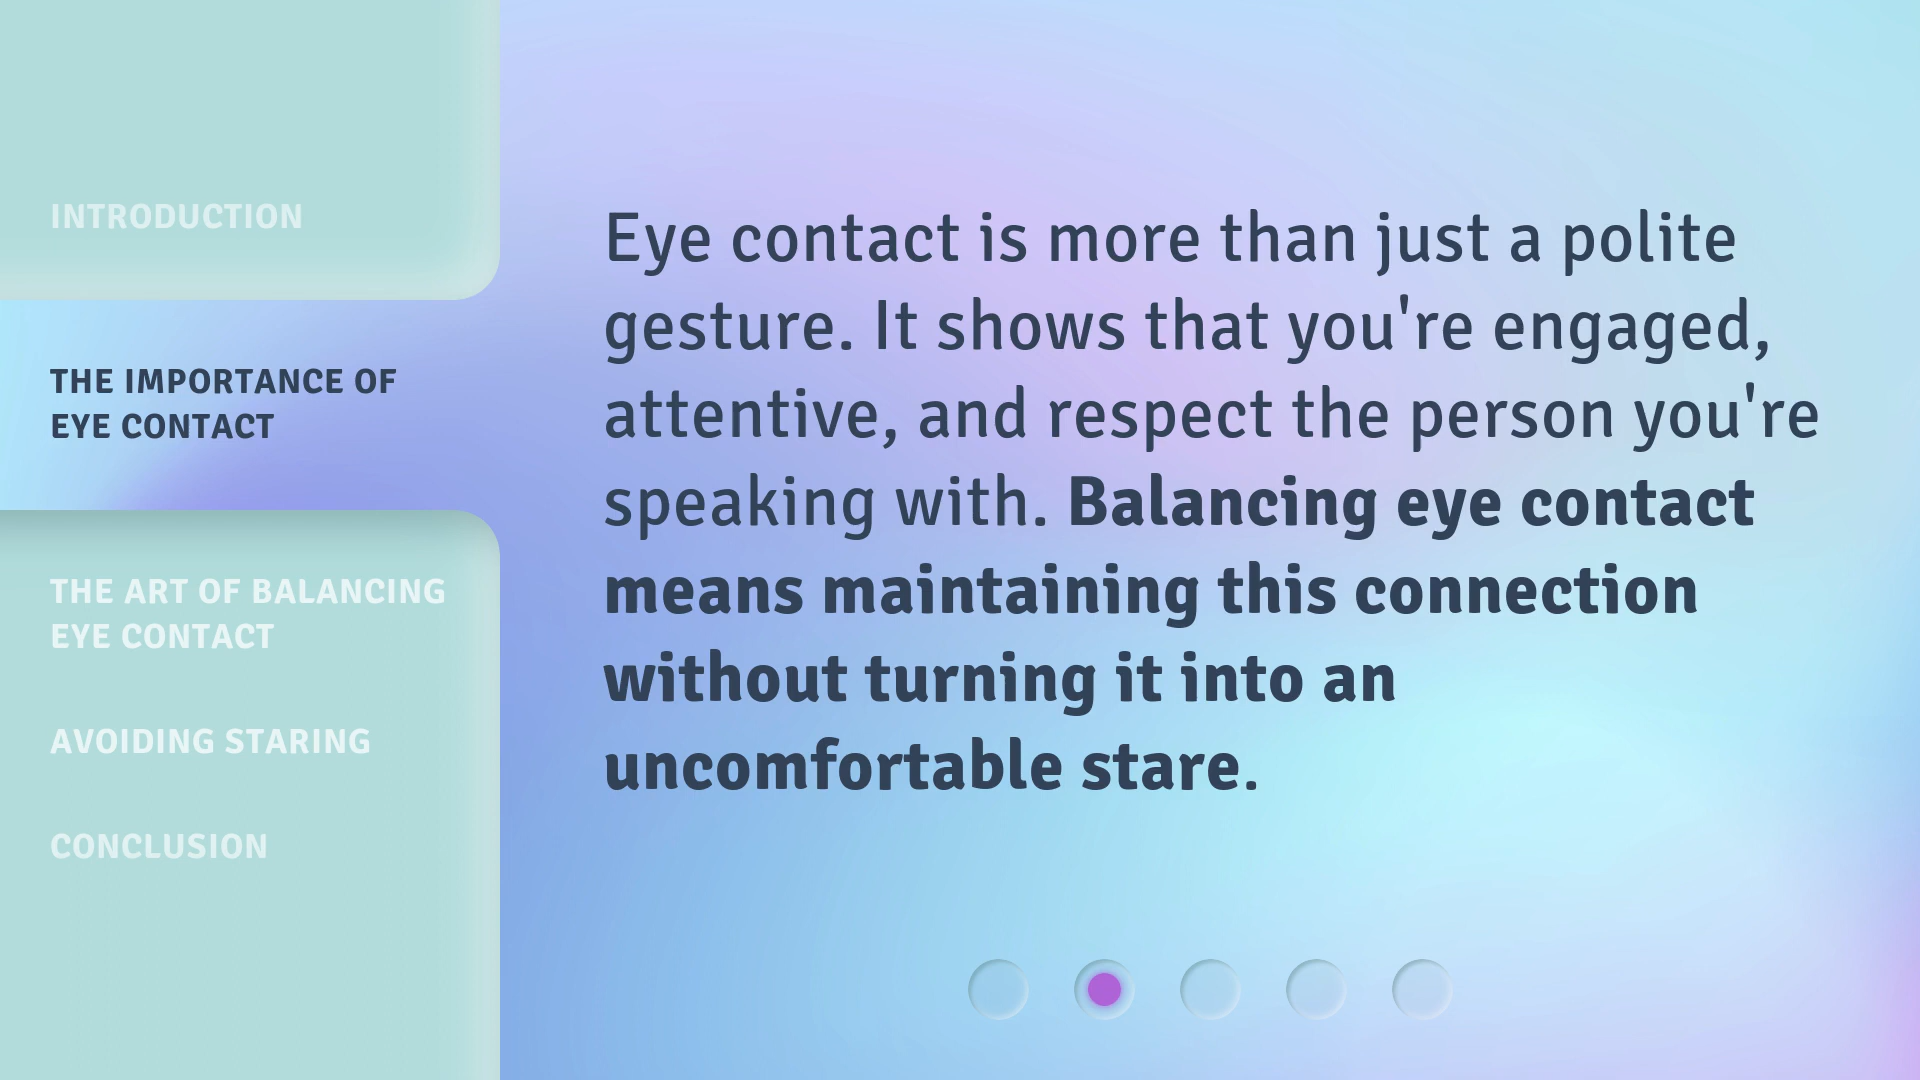 INTRODUCTION
THE IMPORTANCE OF
EYE CONTACT
THE ART OF BALANCING
EYE CONTACT
AVOIDING STARING
CONCLUSION
Eye contact is more than just a polite
gesture. It shows that you're engaged,
attentive, and respect the person you're
speaking with. Balancing eye contact
means maintaining this connection
without turning it into an
uncomfortable stare.